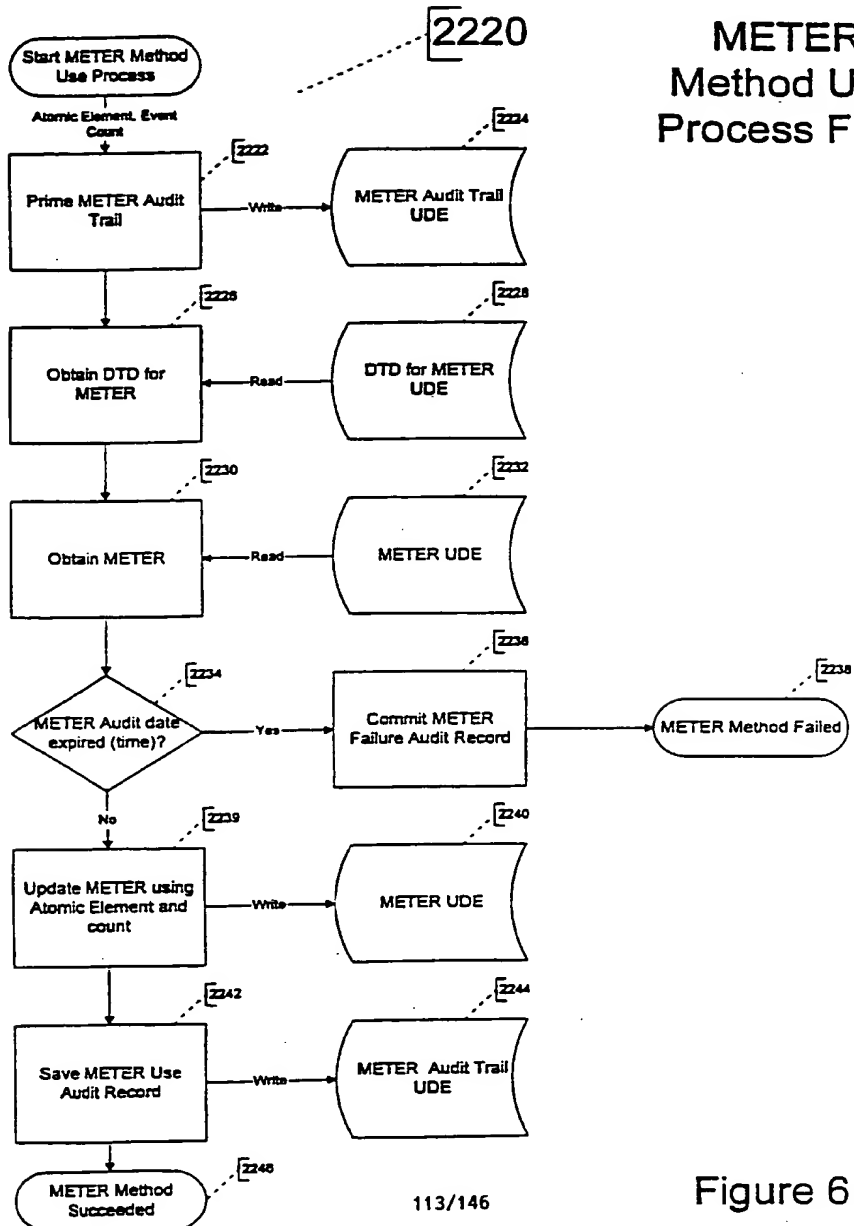 2220
METER
Method U
Process F
Start METER Method
Use Process
Atomic Element, Event
Count
2222
Prime METER Audit
Trail
Write
2224
METER Audit Trail
UDE
2226
Obtain DTD for
METER
Read
2228
DTD for METER
UDE
2230
Obtain METER
Read
2232
METER UDE
2234
METER Audit date
expired (time)?
Yes
2236
Commit METER
Failure Audit Record
2238
METER Method Failed
No
2239
Update METER using
Atomic Element and
count
Write
2240
METER UDE
2242
Save METER Use
Audit Record
Write
2244
METER Audit Trail
UDE
2246
METER Method
Succeeded
113/146
Figure 6